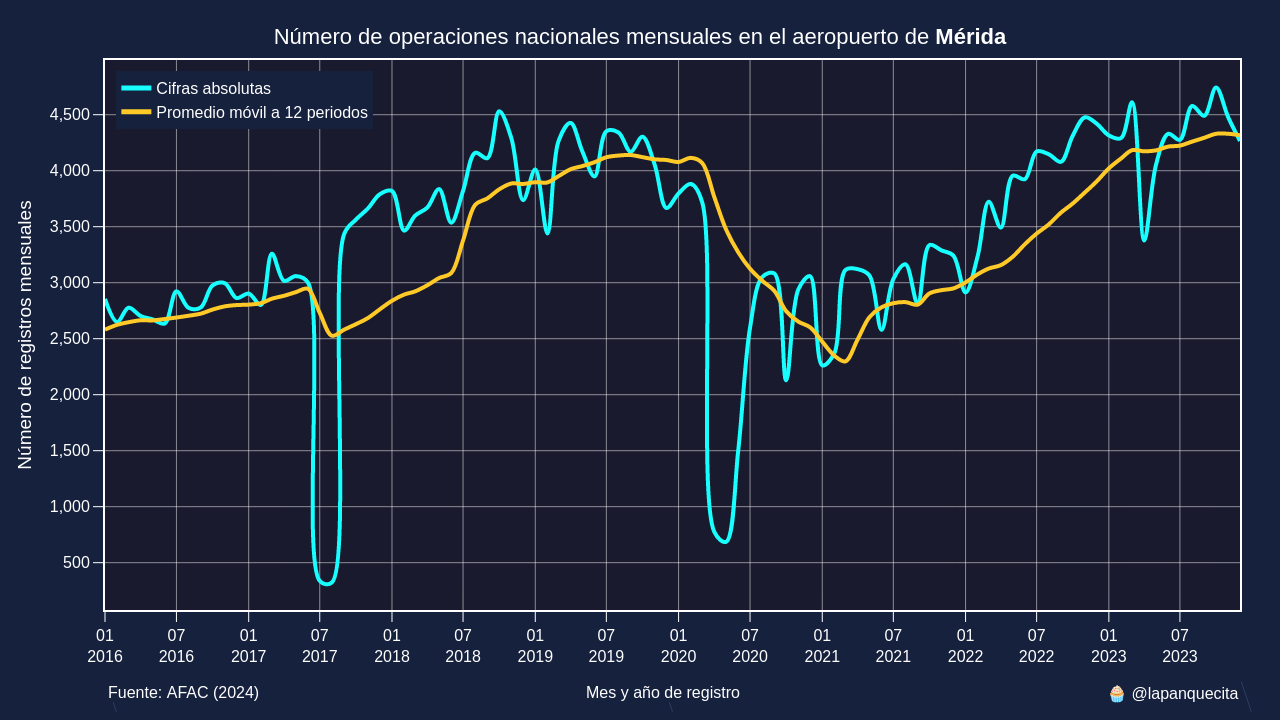 Número de operaciones nacionales mensuales en el aeropuerto de Mérida
Cifras absolutas
Promedio móvil a 12 periodos
Número de registros mensuales
4,500
4,000
3,500
3,000
2,500
2,000
1,500
1,000
500
01 07 01 07 01 07 01 07 01 07 01 07 01 07 01 07
2016 2016 2017 2017 2018 2018 2019 2019 2020 2020 2021 2021 2022 2022 2023 2023
Fuente: AFAC (2024) Mes y año de registro 🧁 @lapanquecita